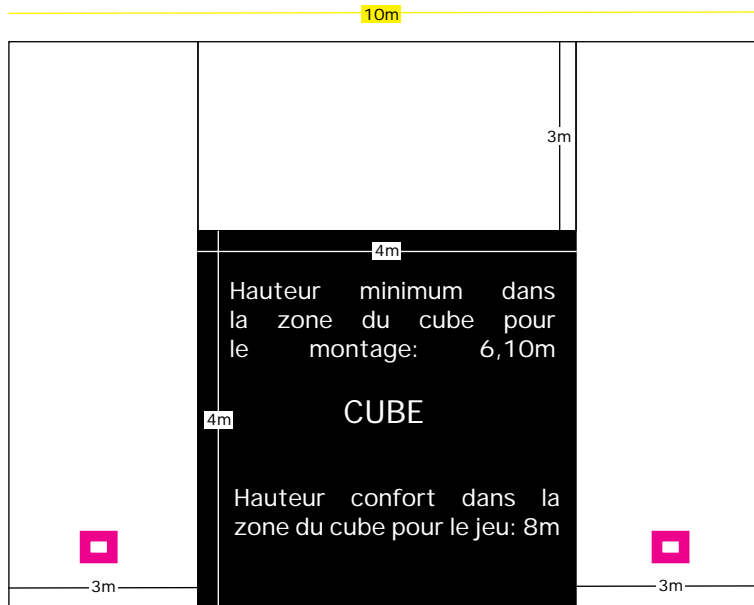 10m
3m
4m
Hauteur minimum dans
la zone du cube pour
le montage: 6,10m
CUBE
4m
Hauteur confort dans la
zone du cube pour le jeu: 8m
3m
3m